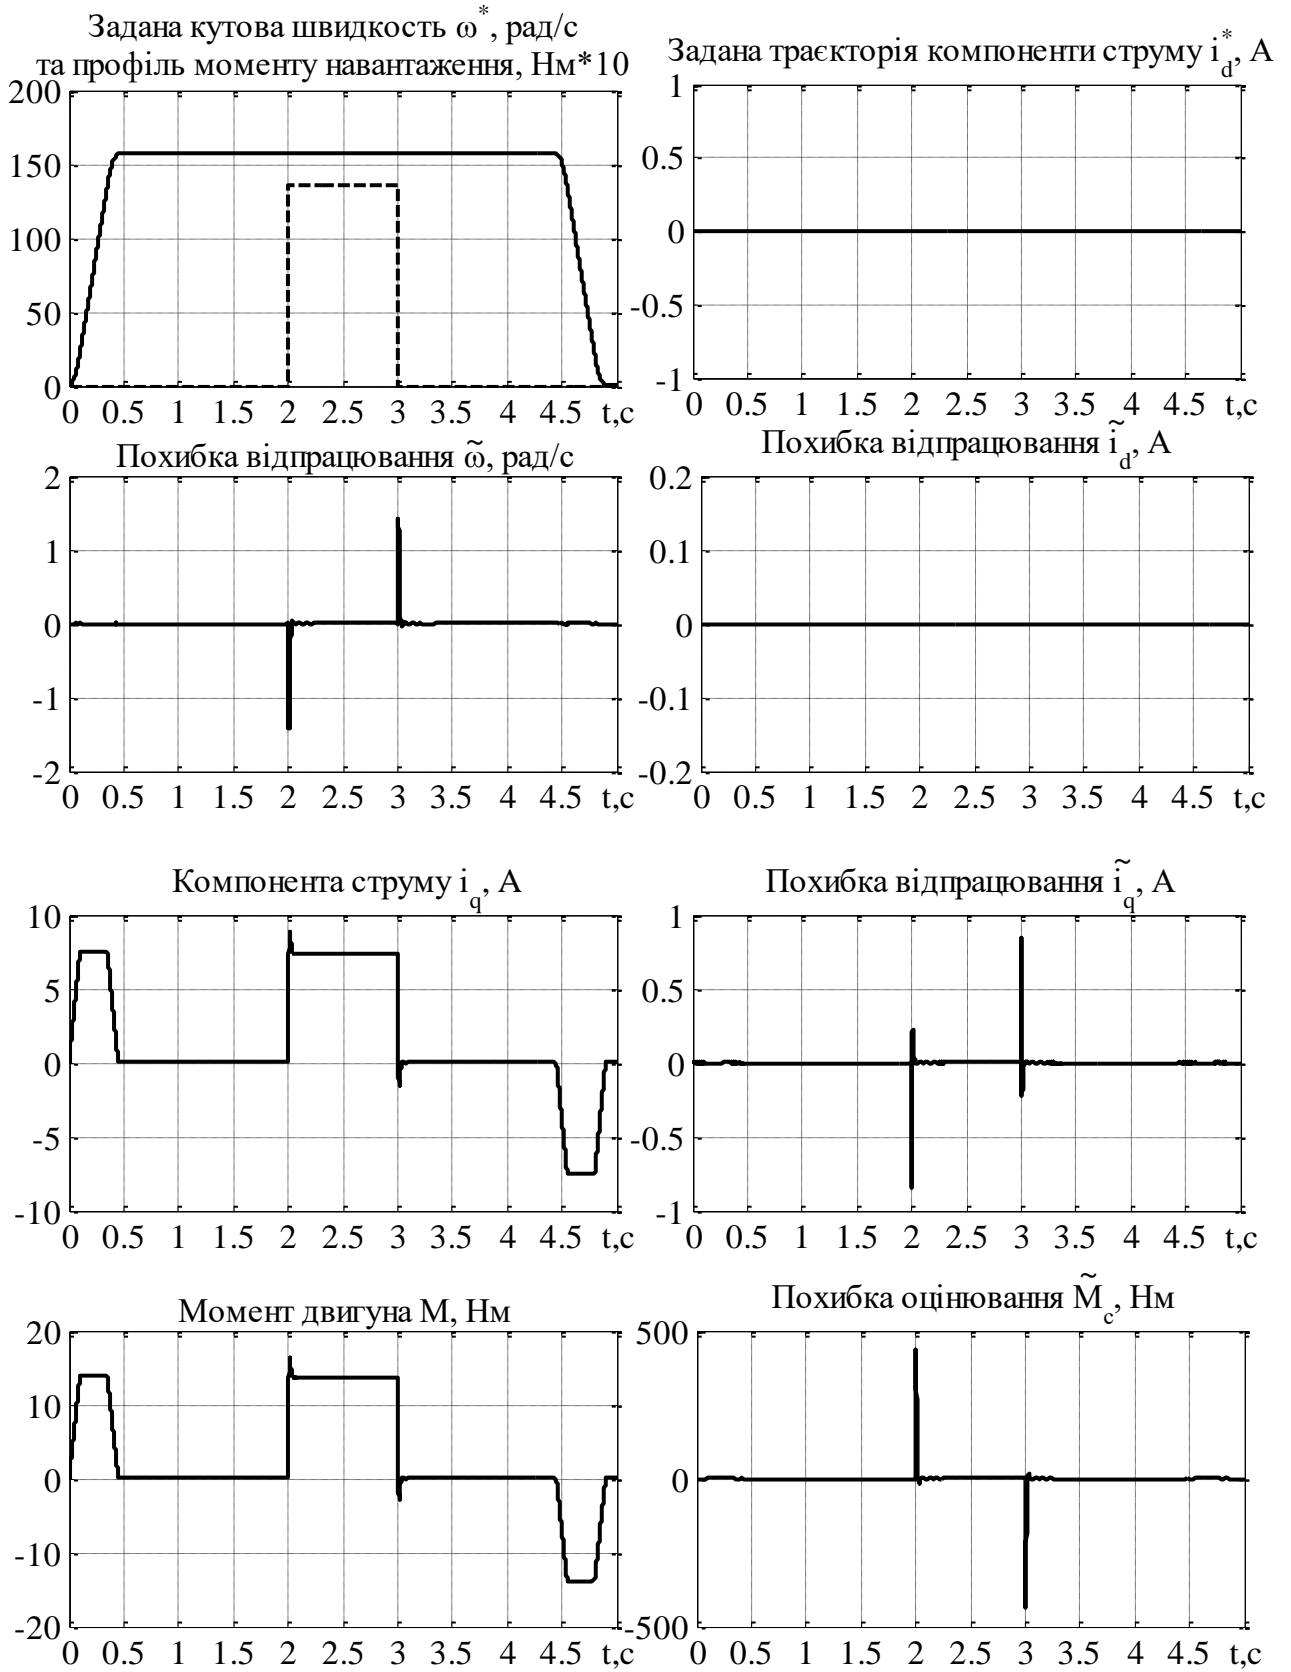 Задана кутова швидкость ω*, рад/с
та профіль моменту навантаження, Нм*10
200
150
100
50
0
0 0.5 1 1.5 2 2.5 3 3.5 4 4.5 t,c
Задана траєкторія компоненти струму i*d, А
1
0.5
0
-0.5
-1
0 0.5 1 1.5 2 2.5 3 3.5 4 4.5 t,c
Похибка відпрацювання ω̃, рад/с
2
1
0
-1
-2
0 0.5 1 1.5 2 2.5 3 3.5 4 4.5 t,c
Похибка відпрацювання ĩd, А
0.2
0.1
0
-0.1
-0.2
0 0.5 1 1.5 2 2.5 3 3.5 4 4.5 t,c
Компонента струму iq, А
10
5
0
-5
-10
0 0.5 1 1.5 2 2.5 3 3.5 4 4.5 t,c
Похибка відпрацювання ĩq, А
1
0.5
0
-0.5
-1
0 0.5 1 1.5 2 2.5 3 3.5 4 4.5 t,c
Момент двигуна М, Нм
20
10
0
-10
-20
0 0.5 1 1.5 2 2.5 3 3.5 4 4.5 t,c
Похибка оцінювання M̃c, Нм
500
0
-500
0 0.5 1 1.5 2 2.5 3 3.5 4 4.5 t,c